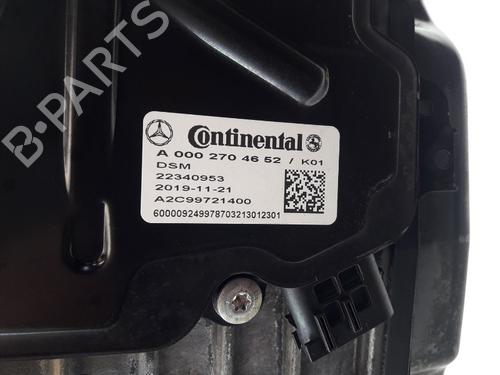 B-PARTS
Continental
A 000 270 46 52 / K01
DSM
22340953
2019-11-21
A2C99721400
600009249978703213012301